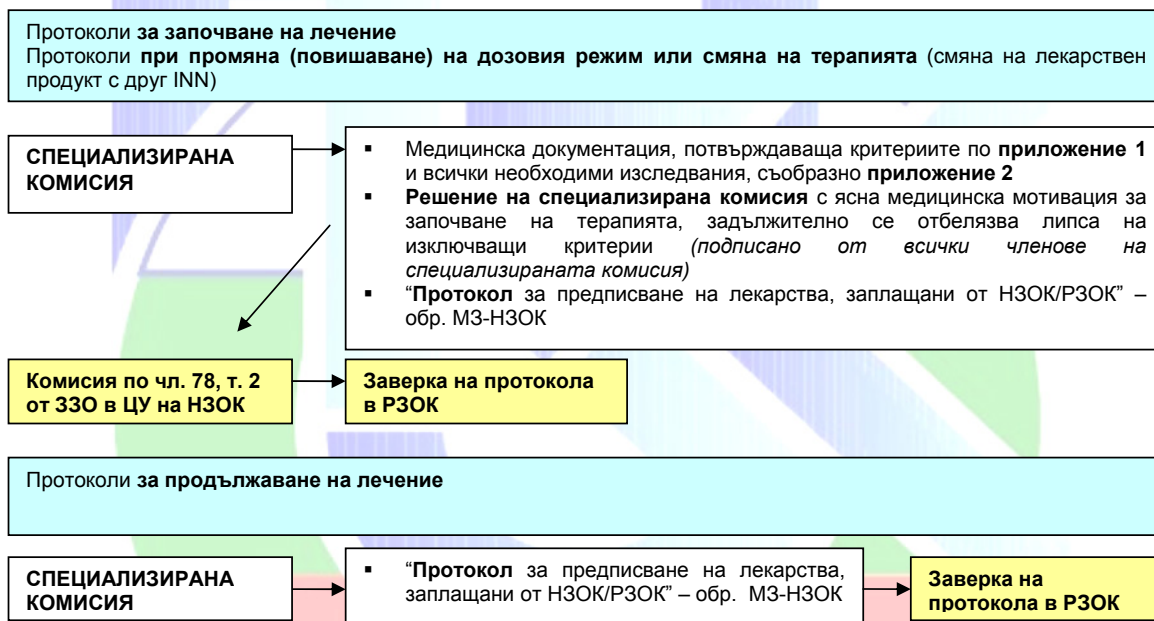 Протоколи за започване на лечение
Протоколи при промяна (повишаване) на дозовия режим или смяна на терапията (смяна на лекарствен
продукт с друг INN)
СПЕЦИАЛИЗИРАНА
КОМИСИЯ
▪ Медицинска документация, потвърждаваща критериите по приложение 1
и всички необходими изследвания, съобразно приложение 2
▪ Решение на специализирана комисия с ясна медицинска мотивация за
започване на терапията, задължително се отбелязва липса на
изключващи критерии (подписано от всички членове на
специализираната комисия)
▪ “Протокол за предписване на лекарства, заплащани от НЗОК/РЗОК” –
обр. МЗ-НЗОК
Комисия по чл. 78, т. 2
от ЗЗО в ЦУ на НЗОК
Заверка на протокола
в РЗОК
Протоколи за продължаване на лечение
СПЕЦИАЛИЗИРАНА
КОМИСИЯ
▪ “Протокол за предписване на лекарства,
заплащани от НЗОК/РЗОК” – обр. МЗ-НЗОК
Заверка на
протокола в РЗОК